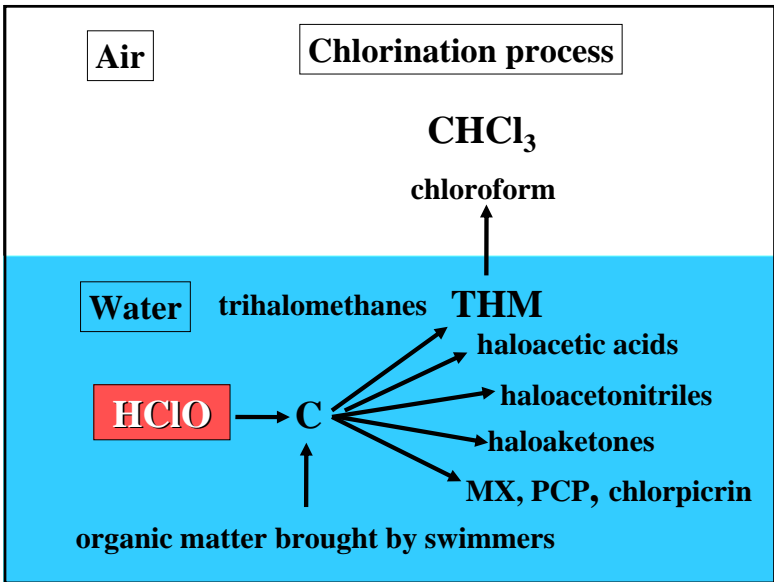 Air
Chlorination process
CHCl₃
chloroform
Water
trihalomethanes
THM
haloacetic acids
HClO
C
haloacetonitriles
haloaketones
MX, PCP, chlorpicrin
organic matter brought by swimmers